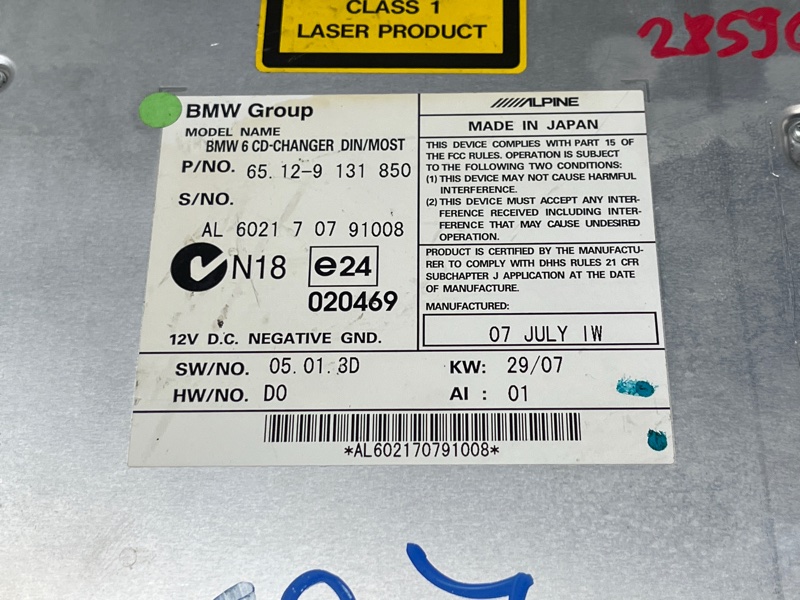 CLASS 1
LASER PRODUCT
28590
BMW Group
MODEL NAME
BMW 6 CD-CHANGER DIN/MOST
P/NO. 65.12-9 131 850
S/NO.
AL 6021 7 07 91008
N18 e24
020469
12V D.C. NEGATIVE GND.
ALPINE
MADE IN JAPAN
THIS DEVICE COMPLIES WITH PART 15 OF
THE FCC RULES. OPERATION IS SUBJECT
TO THE FOLLOWING TWO CONDITIONS:
(1) THIS DEVICE MAY NOT CAUSE HARMFUL
INTERFERENCE.
(2) THIS DEVICE MUST ACCEPT ANY INTER-
FERENCE RECEIVED INCLUDING INTER-
FERENCE THAT MAY CAUSE UNDESIRED
OPERATION.
PRODUCT IS CERTIFIED BY THE MANUFACTU-
RER TO COMPLY WITH DHHS RULES 21 CFR
SUBCHAPTER J APPLICATION AT THE DATE
OF MANUFACTURE.
MANUFACTURED:
07 JULY IW
SW/NO. 05.01.3D KW: 29/07
HW/NO. D0 AI : 01
*AL602170791008*